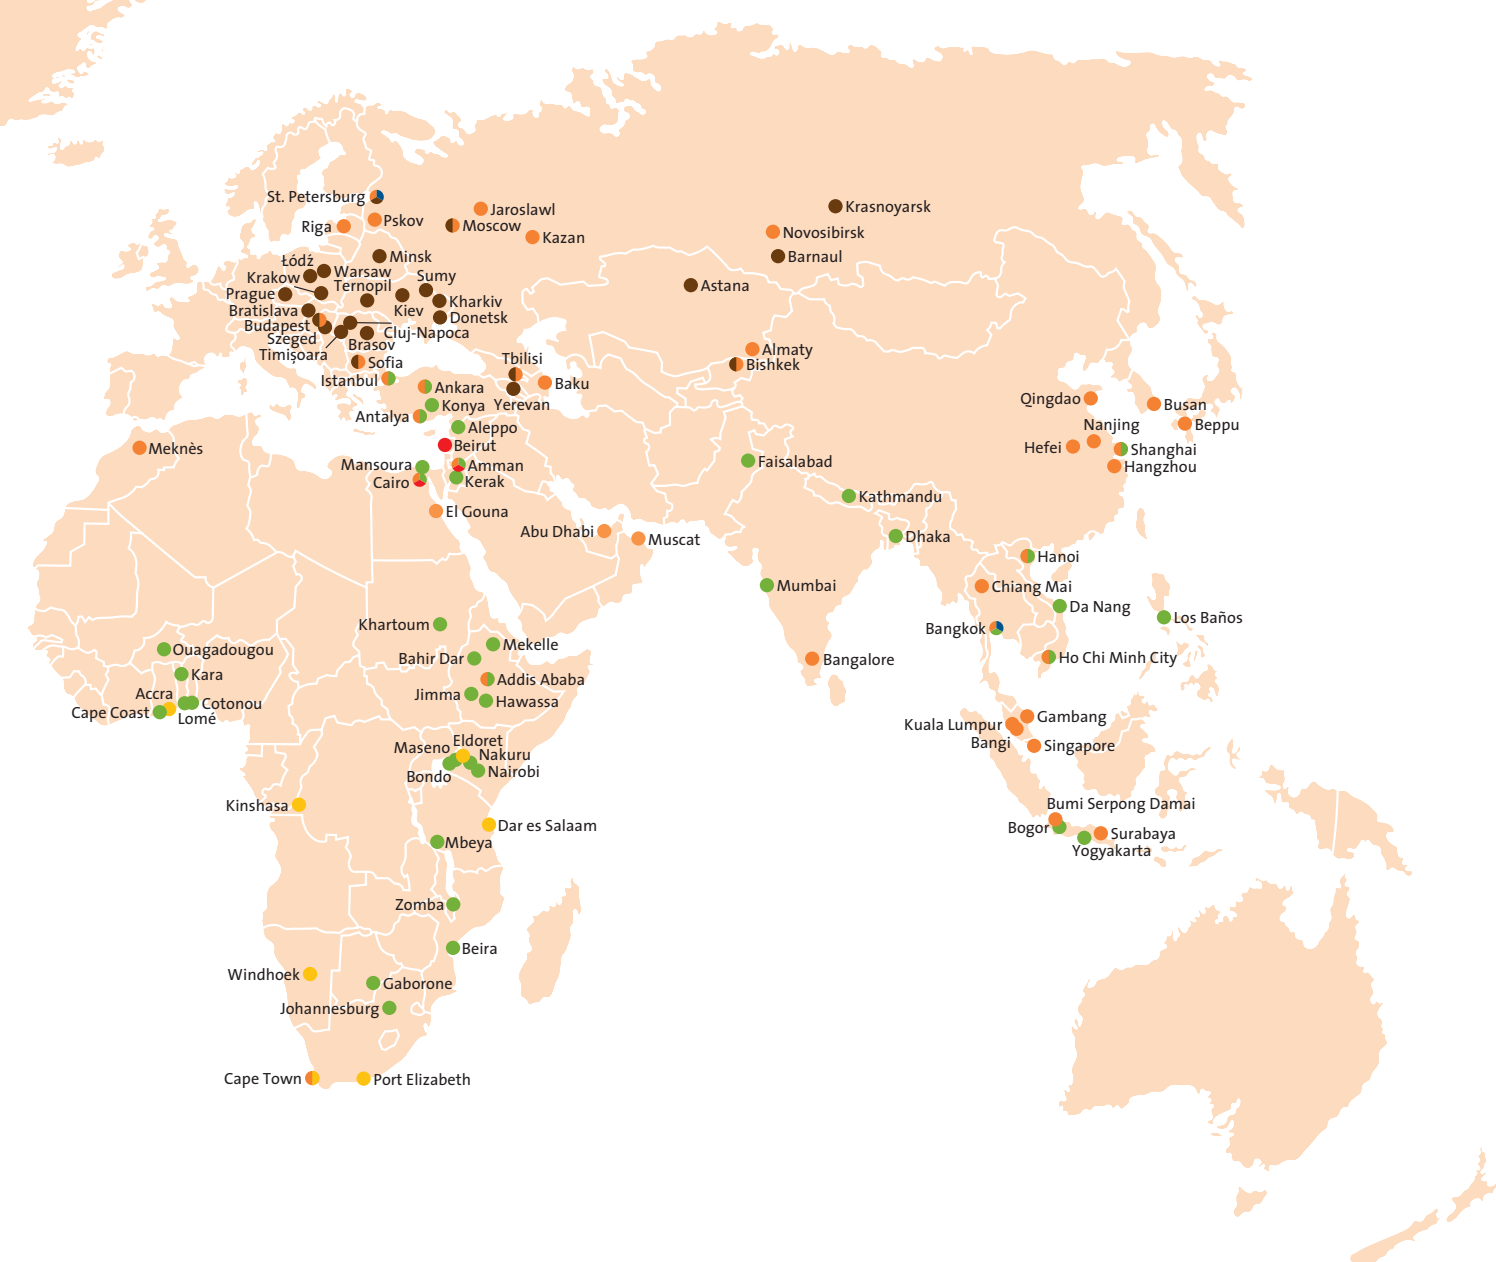 St. Petersburg
Jaroslawl
Krasnoyarsk
Riga
Pskov
Moscow
Kazan
Novosibirsk
Minsk
Barnaul
Łódź
Warsaw
Krakow
Sumy
Ternopil
Astana
Prague
Kharkiv
Bratislava
Kiev
Donetsk
Budapest
Cluj-Napoca
Szeged
Brasov
Timișoara
Almaty
Sofia
Tbilisi
Bishkek
Istanbul
Ankara
Baku
Konya
Yerevan
Antalya
Qingdao
Busan
Aleppo
Nanjing
Beppu
Meknès
Beirut
Hefei
Shanghai
Mansoura
Amman
Faisalabad
Hangzhou
Cairo
Kerak
Kathmandu
El Gouna
Abu Dhabi
Muscat
Dhaka
Hanoi
Mumbai
Chiang Mai
Da Nang
Los Baños
Khartoum
Bangkok
Ouagadougou
Mekelle
Bahir Dar
Bangalore
Ho Chi Minh City
Kara
Addis Ababa
Accra
Jimma
Hawassa
Cape Coast
Cotonou
Lomé
Gambang
Kuala Lumpur
Bangi
Singapore
Eldoret
Maseno
Nakuru
Bondo
Nairobi
Kinshasa
Bumi Serpong Damai
Dar es Salaam
Bogor
Surabaya
Mbeya
Yogyakarta
Zomba
Beira
Windhoek
Gaborone
Johannesburg
Cape Town
Port Elizabeth